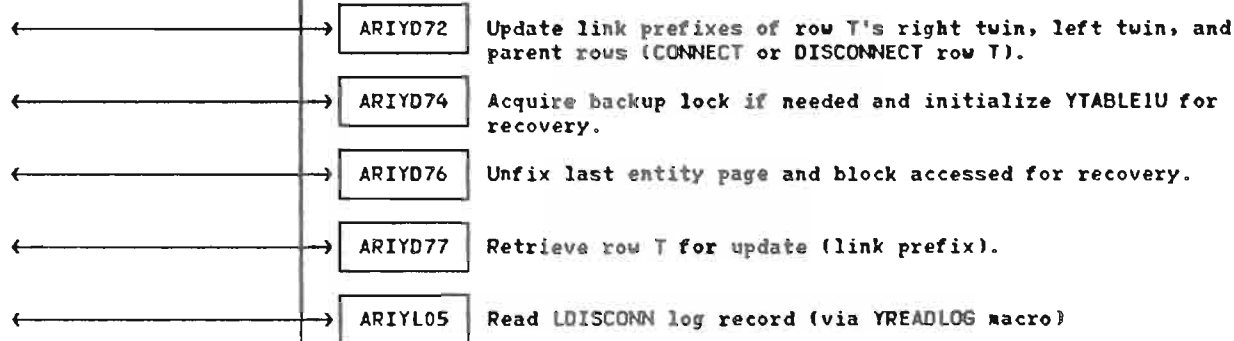 ARIYD72 Update link prefixes of row T's right twin, left twin, and
parent rows (CONNECT or DISCONNECT row T).
ARIYD74 Acquire backup lock if needed and initialize YTABLE1U for
recovery.
ARIYD76 Unfix last entity page and block accessed for recovery.
ARIYD77 Retrieve row T for update (link prefix).
ARIYL05 Read LDISCONN log record (via YREADLOG macro)